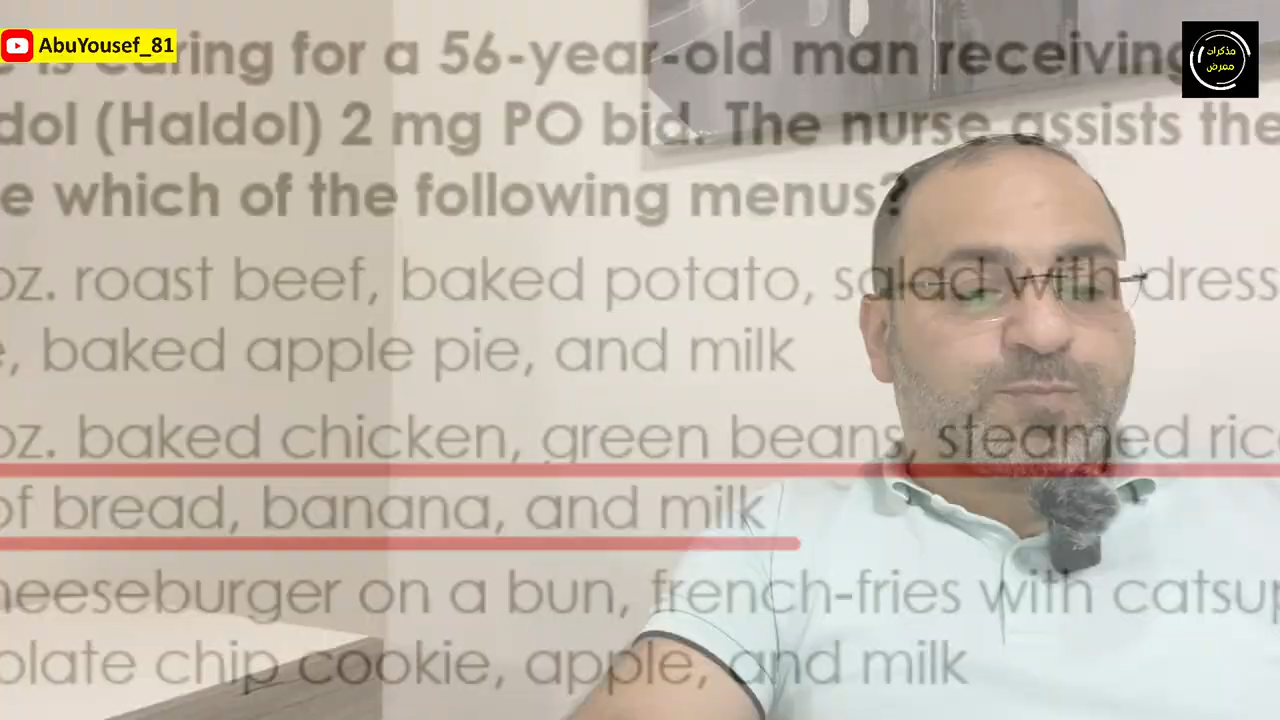 AbuYousef_81
مذكرات
ممرض
is caring for a 56-year-old man receiving
dol (Haldol) 2 mg PO bid. The nurse assists the
e which of the following menus?
oz. roast beef, baked potato, salad with dress
e, baked apple pie, and milk
oz. baked chicken, green beans, steamed ric
of bread, banana, and milk
heeseburger on a bun, french-fries with catsup
olate chip cookie, apple, and milk